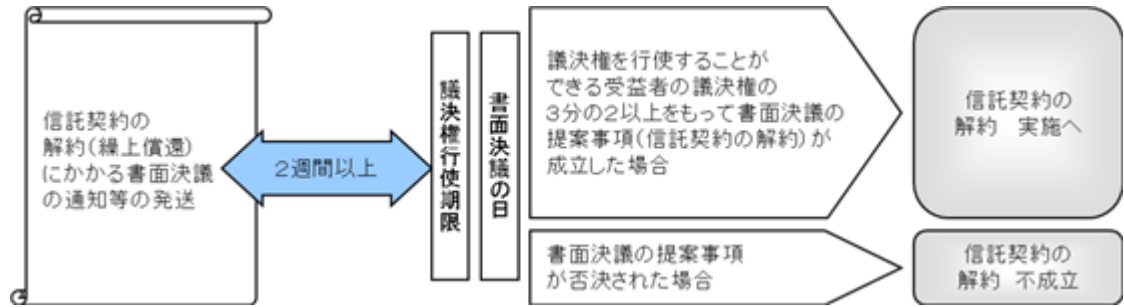 信託契約の
解約(繰上償還)
にかかる書面決議
の通知等の発送
2週間以上
議決権行使期限
書面決議の日
議決権を行使することが
できる受益者の議決権の
3分の2以上をもって書面決議の
提案事項(信託契約の解約)が
成立した場合
信託契約の
解約 実施へ
書面決議の提案事項
が否決された場合
信託契約の
解約 不成立